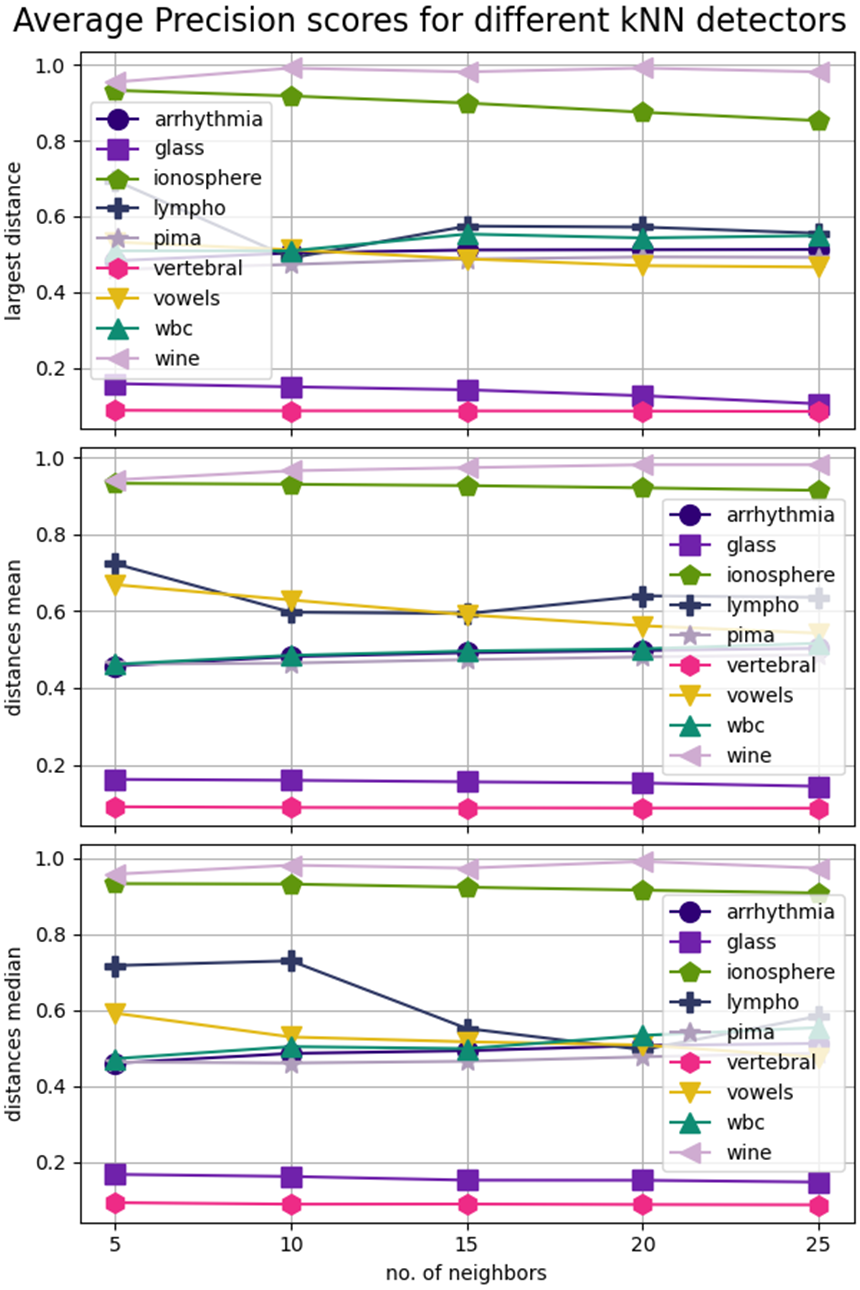 Average Precision scores for different kNN detectors
1.0
0.8
0.6
0.4
0.2
largest distance
arrhythmia
glass
ionosphere
lympho
pima
vertebral
vowels
wbc
wine
1.0
0.8
0.6
0.4
0.2
distances mean
arrhythmia
glass
ionosphere
lympho
pima
vertebral
vowels
wbc
wine
1.0
0.8
0.6
0.4
0.2
distances median
arrhythmia
glass
ionosphere
lympho
pima
vertebral
vowels
wbc
wine
5 10 15 20 25
no. of neighbors